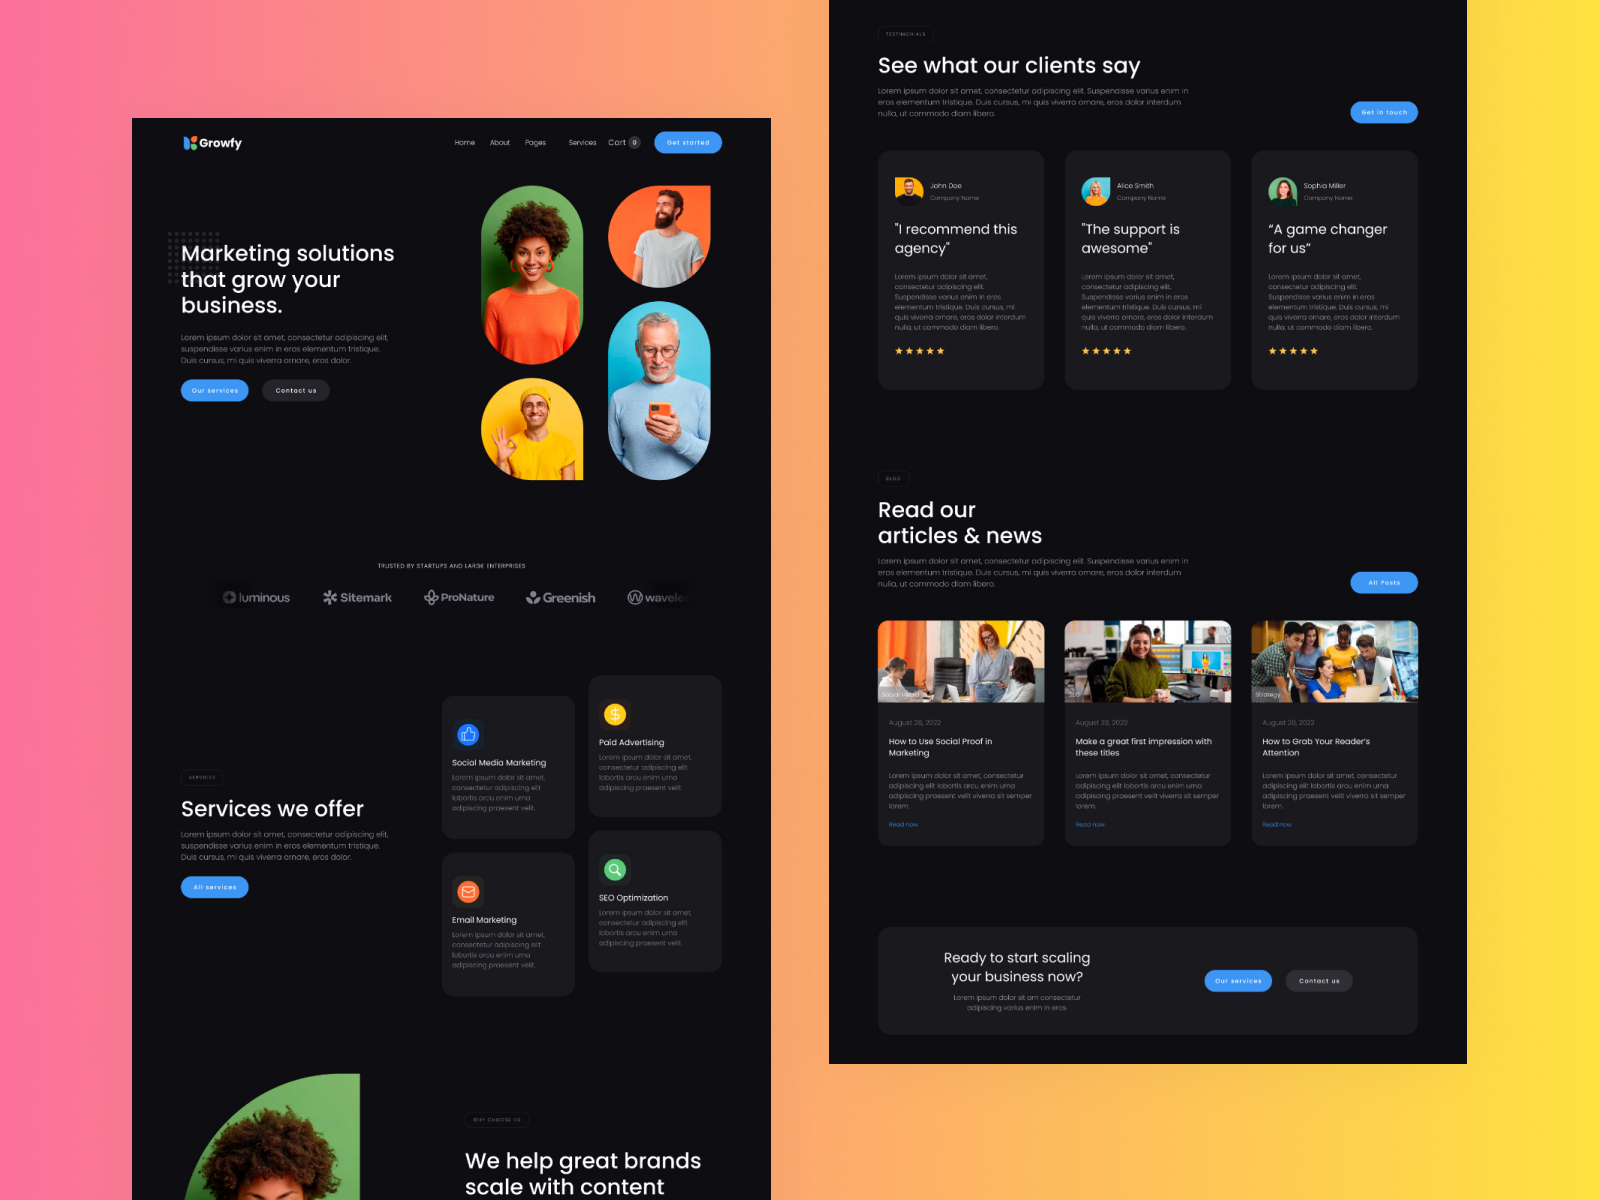 Growfy
Home About Pages Services Cart 0 Get started
Marketing solutions
that grow your
business.
Lorem ipsum dolor sit amet, consectetur adipiscing elit,
suspendisse varius enim in eros elementum tristique.
Duis cursus, mi quis viverra ornare, eros dolor.
Our services Contact us
TRUSTED BY STARTUPS AND LARGE ENTERPRISES
luminous Sitemark ProNature Greenish waveless
SERVICES
Services we offer
Lorem ipsum dolor sit amet, consectetur adipiscing elit,
suspendisse varius enim in eros elementum tristique.
Duis cursus, mi quis viverra ornare, eros dolor.
All services
Social Media Marketing
Lorem ipsum dolor sit amet,
consectetur adipiscing elit
lobortis arcu enim urna
adipiscing praesent velit.
Paid Advertising
Lorem ipsum dolor sit amet,
consectetur adipiscing elit
lobortis arcu enim urna
adipiscing praesent velit.
Email Marketing
Lorem ipsum dolor sit amet,
consectetur adipiscing elit
lobortis arcu enim urna
adipiscing praesent velit.
SEO Optimization
Lorem ipsum dolor sit amet,
consectetur adipiscing elit
lobortis arcu enim urna
adipiscing praesent velit.
WHY CHOOSE US
We help great brands
scale with content
TESTIMONIALS
See what our clients say
Lorem ipsum dolor sit amet, consectetur adipiscing elit. Suspendisse varius enim in
eros elementum tristique. Duis cursus, mi quis viverra ornare, eros dolor interdum
nulla, ut commodo diam libero.
Get in touch
John Doe
Company Name
"I recommend this
agency"
Lorem ipsum dolor sit amet,
consectetur adipiscing elit.
Suspendisse varius enim in eros
elementum tristique. Duis cursus, mi
quis viverra ornare, eros dolor interdum
nulla, ut commodo diam libero.
Alice Smith
Company Name
"The support is
awesome"
Lorem ipsum dolor sit amet,
consectetur adipiscing elit.
Suspendisse varius enim in eros
elementum tristique. Duis cursus, mi
quis viverra ornare, eros dolor interdum
nulla, ut commodo diam libero.
Sophia Miller
Company Name
“A game changer
for us”
Lorem ipsum dolor sit amet,
consectetur adipiscing elit.
Suspendisse varius enim in eros
elementum tristique. Duis cursus, mi
quis viverra ornare, eros dolor interdum
nulla, ut commodo diam libero.
BLOG
Read our
articles & news
Lorem ipsum dolor sit amet, consectetur adipiscing elit. Suspendisse varius enim in
eros elementum tristique. Duis cursus, mi quis viverra ornare, eros dolor interdum
nulla, ut commodo diam libero.
All Posts
Social Media
August 28, 2022
How to Use Social Proof in
Marketing
Lorem ipsum dolor sit amet, consectetur
adipiscing elit lobortis arcu enim urna
adipiscing praesent velit viverra sit semper
lorem.
Read now
SEO
August 28, 2022
Make a great first impression with
these titles
Lorem ipsum dolor sit amet, consectetur
adipiscing elit lobortis arcu enim urna
adipiscing praesent velit viverra sit semper
lorem.
Read now
Strategy
August 28, 2022
How to Grab Your Reader's
Attention
Lorem ipsum dolor sit amet, consectetur
adipiscing elit lobortis arcu enim urna
adipiscing praesent velit viverra sit semper
lorem.
Read now
Ready to start scaling
your business now?
Lorem ipsum dolor sit am consectetur
adipiscing varius enim in eros
Our services Contact us